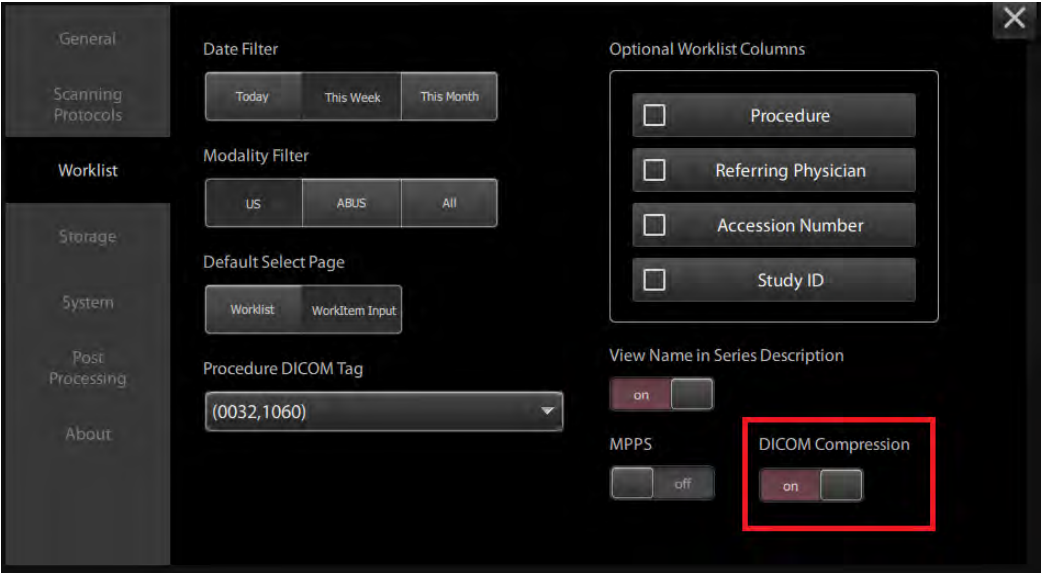 General
Scanning
Protocols
Worklist
Storage
System
Post
Processing
About
Date Filter
Today This Week This Month
Modality Filter
US ABUS All
Default Select Page
Worklist WorkItem Input
Procedure DICOM Tag
(0032,1060)
Optional Worklist Columns
Procedure
Referring Physician
Accession Number
Study ID
View Name in Series Description
on
MPPS
off
DICOM Compression
on